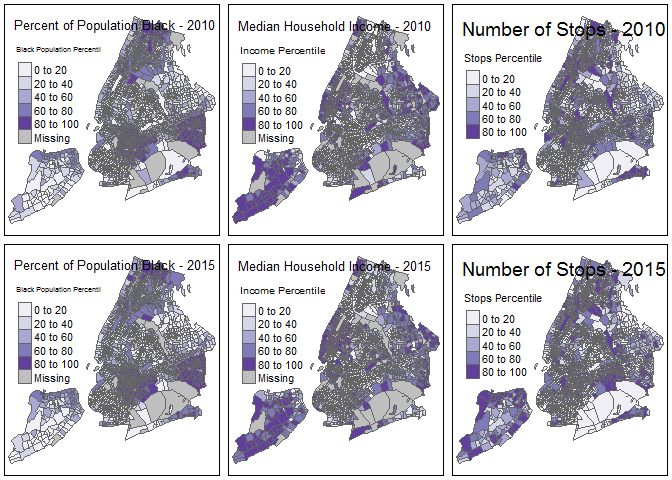 Percent of Population Black - 2010
Black Population Percentil
0 to 20
20 to 40
40 to 60
60 to 80
80 to 100
Missing
Median Household Income - 2010
Income Percentile
0 to 20
20 to 40
40 to 60
60 to 80
80 to 100
Missing
Number of Stops - 2010
Stops Percentile
0 to 20
20 to 40
40 to 60
60 to 80
80 to 100
Percent of Population Black - 2015
Black Population Percentil
0 to 20
20 to 40
40 to 60
60 to 80
80 to 100
Missing
Median Household Income - 2015
Income Percentile
0 to 20
20 to 40
40 to 60
60 to 80
80 to 100
Missing
Number of Stops - 2015
Stops Percentile
0 to 20
20 to 40
40 to 60
60 to 80
80 to 100